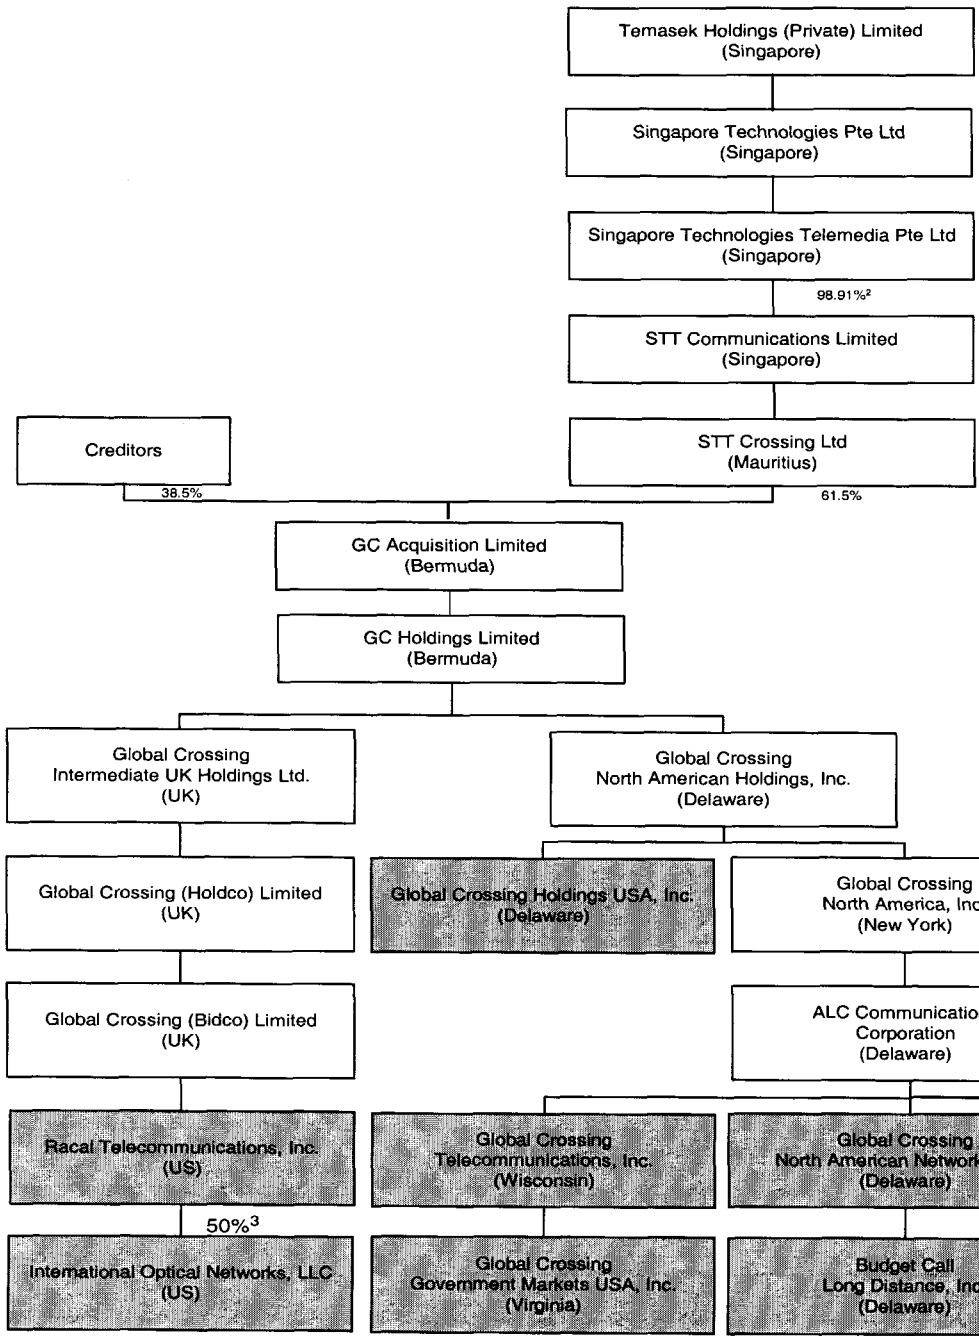 Temasek Holdings (Private) Limited
(Singapore)
Singapore Technologies Pte Ltd
(Singapore)
Singapore Technologies Telemedia Pte Ltd
(Singapore)
98.91%²
STT Communications Limited
(Singapore)
Creditors
STT Crossing Ltd
(Mauritius)
38.5%
61.5%
GC Acquisition Limited
(Bermuda)
GC Holdings Limited
(Bermuda)
Global Crossing
Intermediate UK Holdings Ltd.
(UK)
Global Crossing
North American Holdings, Inc.
(Delaware)
Global Crossing (Holdco) Limited
(UK)
Global Crossing Holdings USA, Inc.
(Delaware)
Global Crossing
North America, Inc
(New York)
Global Crossing (Bidco) Limited
(UK)
ALC Communicatio
Corporation
(Delaware)
Racal Telecommunications, Inc.
(US)
Global Crossing
Telecommunications, Inc.
(Wisconsin)
Global Crossing
North American Network
(Delaware)
50%³
International Optical Networks, LLC
(US)
Global Crossing
Government Markets USA, Inc.
(Virginia)
Budget Call
Long Distance, Inc
(Delaware)